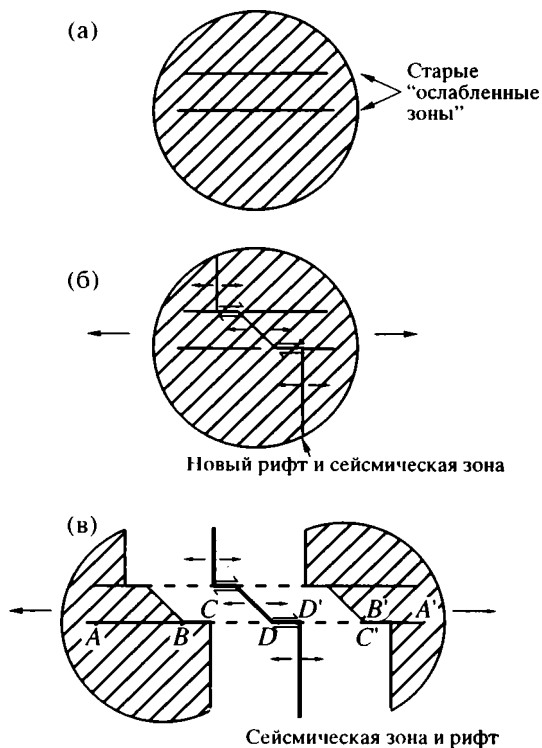 (а)
Старые
“ослабленные
зоны”
(б)
Новый рифт и сейсмическая зона
(в)
A B C D D' B' C' A'
Сейсмическая зона и рифт